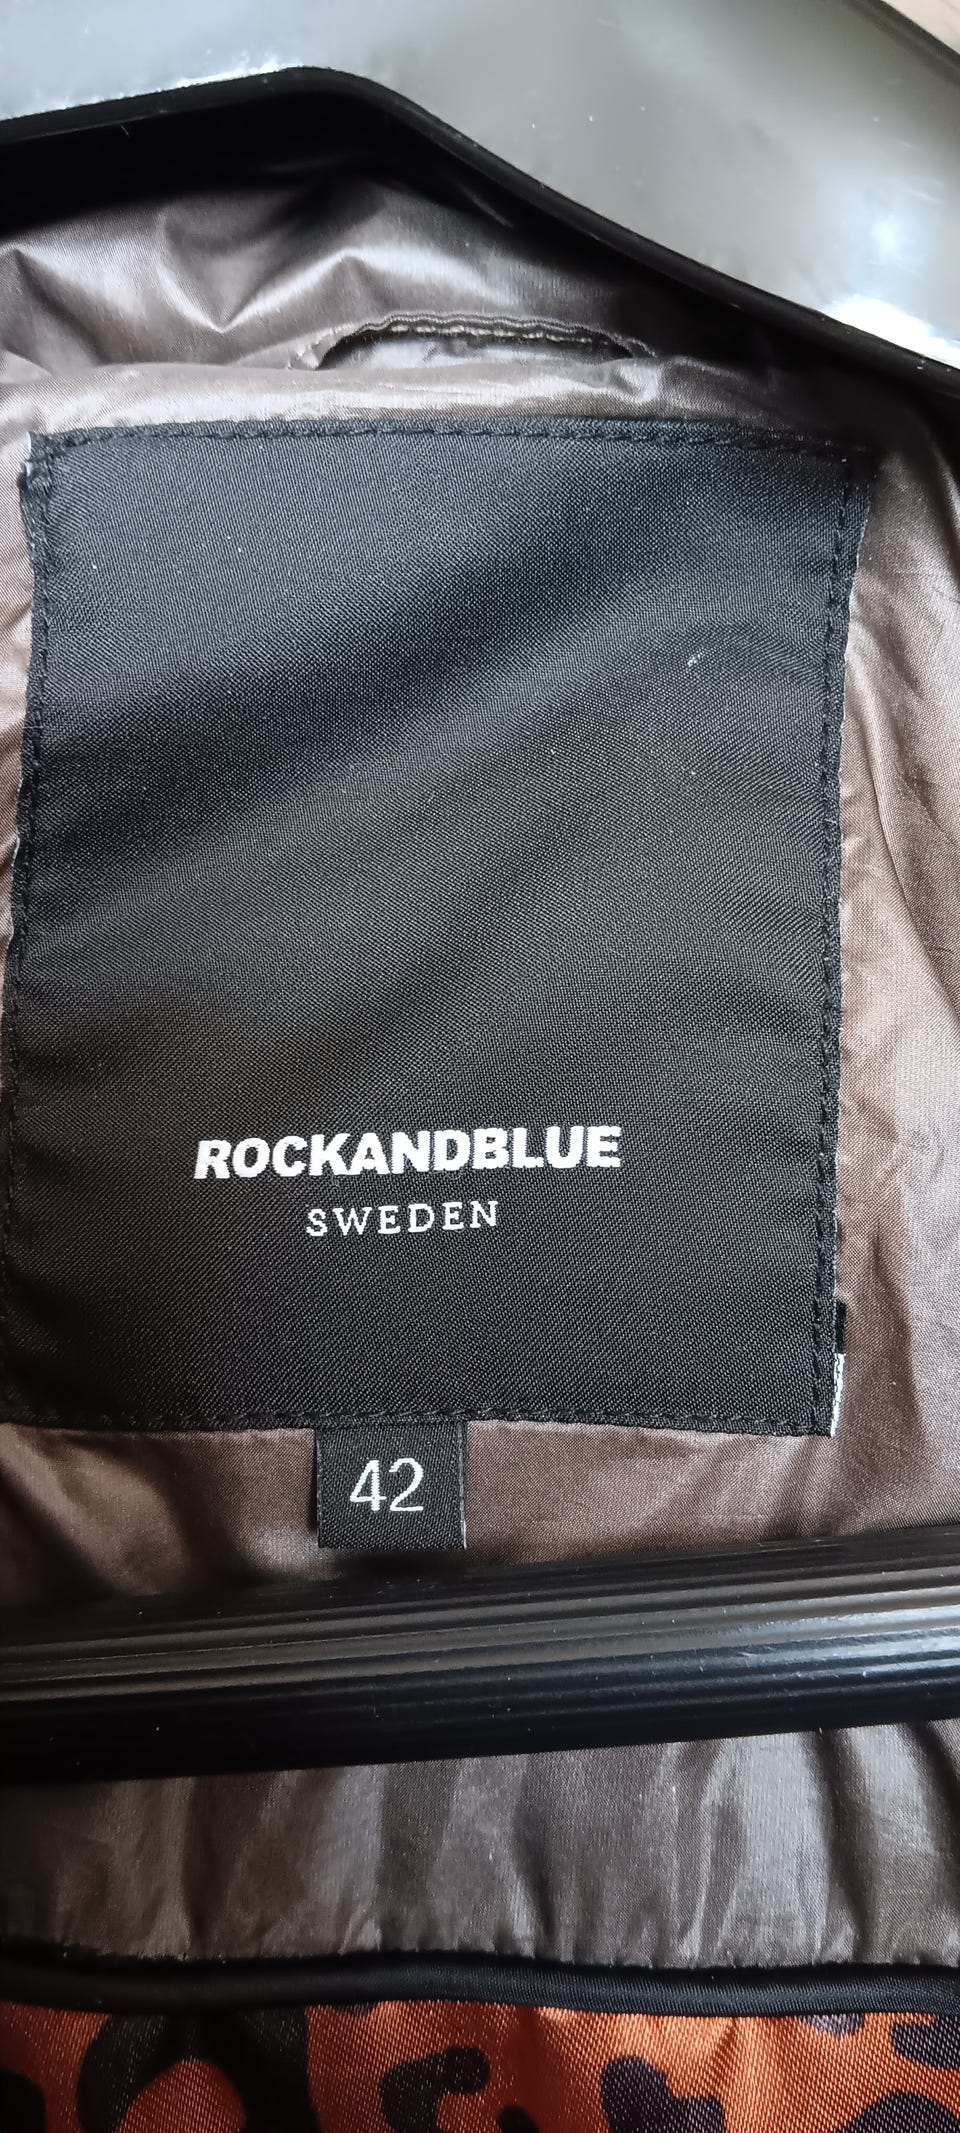 ROCKANDBLUE
SWEDEN
42